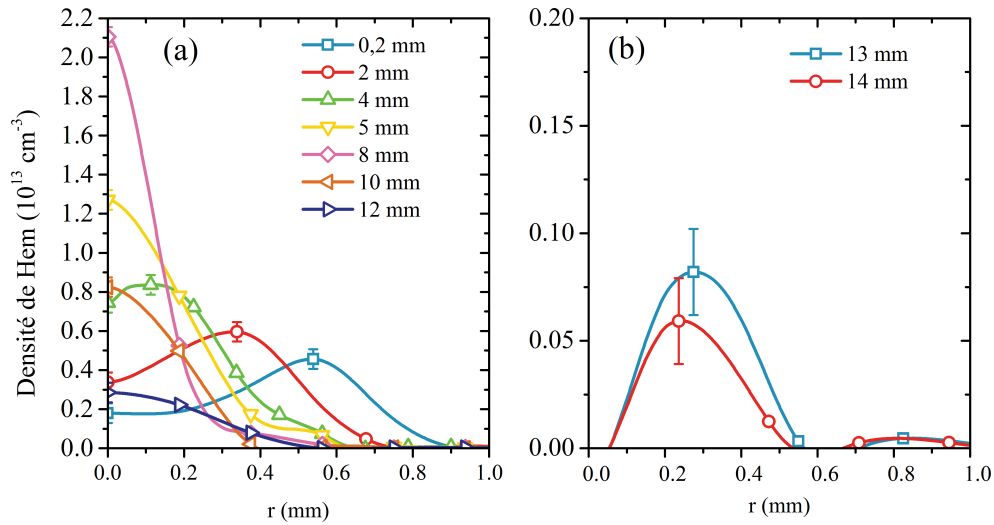 (a)
0,2 mm
2 mm
4 mm
5 mm
8 mm
10 mm
12 mm
Densité de Hem (10¹³ cm⁻³)
2.2
2.0
1.8
1.6
1.4
1.2
1.0
0.8
0.6
0.4
0.2
0.0
0.0 0.2 0.4 0.6 0.8 1.0
r (mm)
(b)
13 mm
14 mm
0.20
0.15
0.10
0.05
0.00
0.0 0.2 0.4 0.6 0.8 1.0
r (mm)